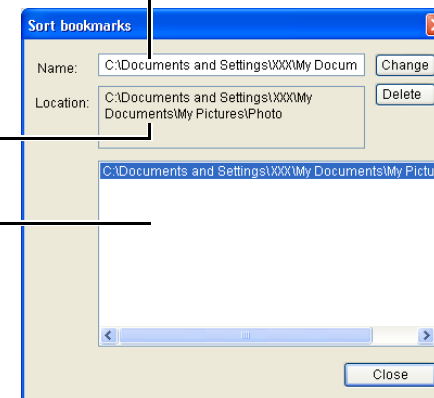 Sort bookmarks
Name: C:\Documents and Settings\XXX\My Docum Change
Location: C:\Documents and Settings\XXX\My
Documents\My Pictures\Photo
Delete
C:\Documents and Settings\XXX\My Documents\My Pictu
Close